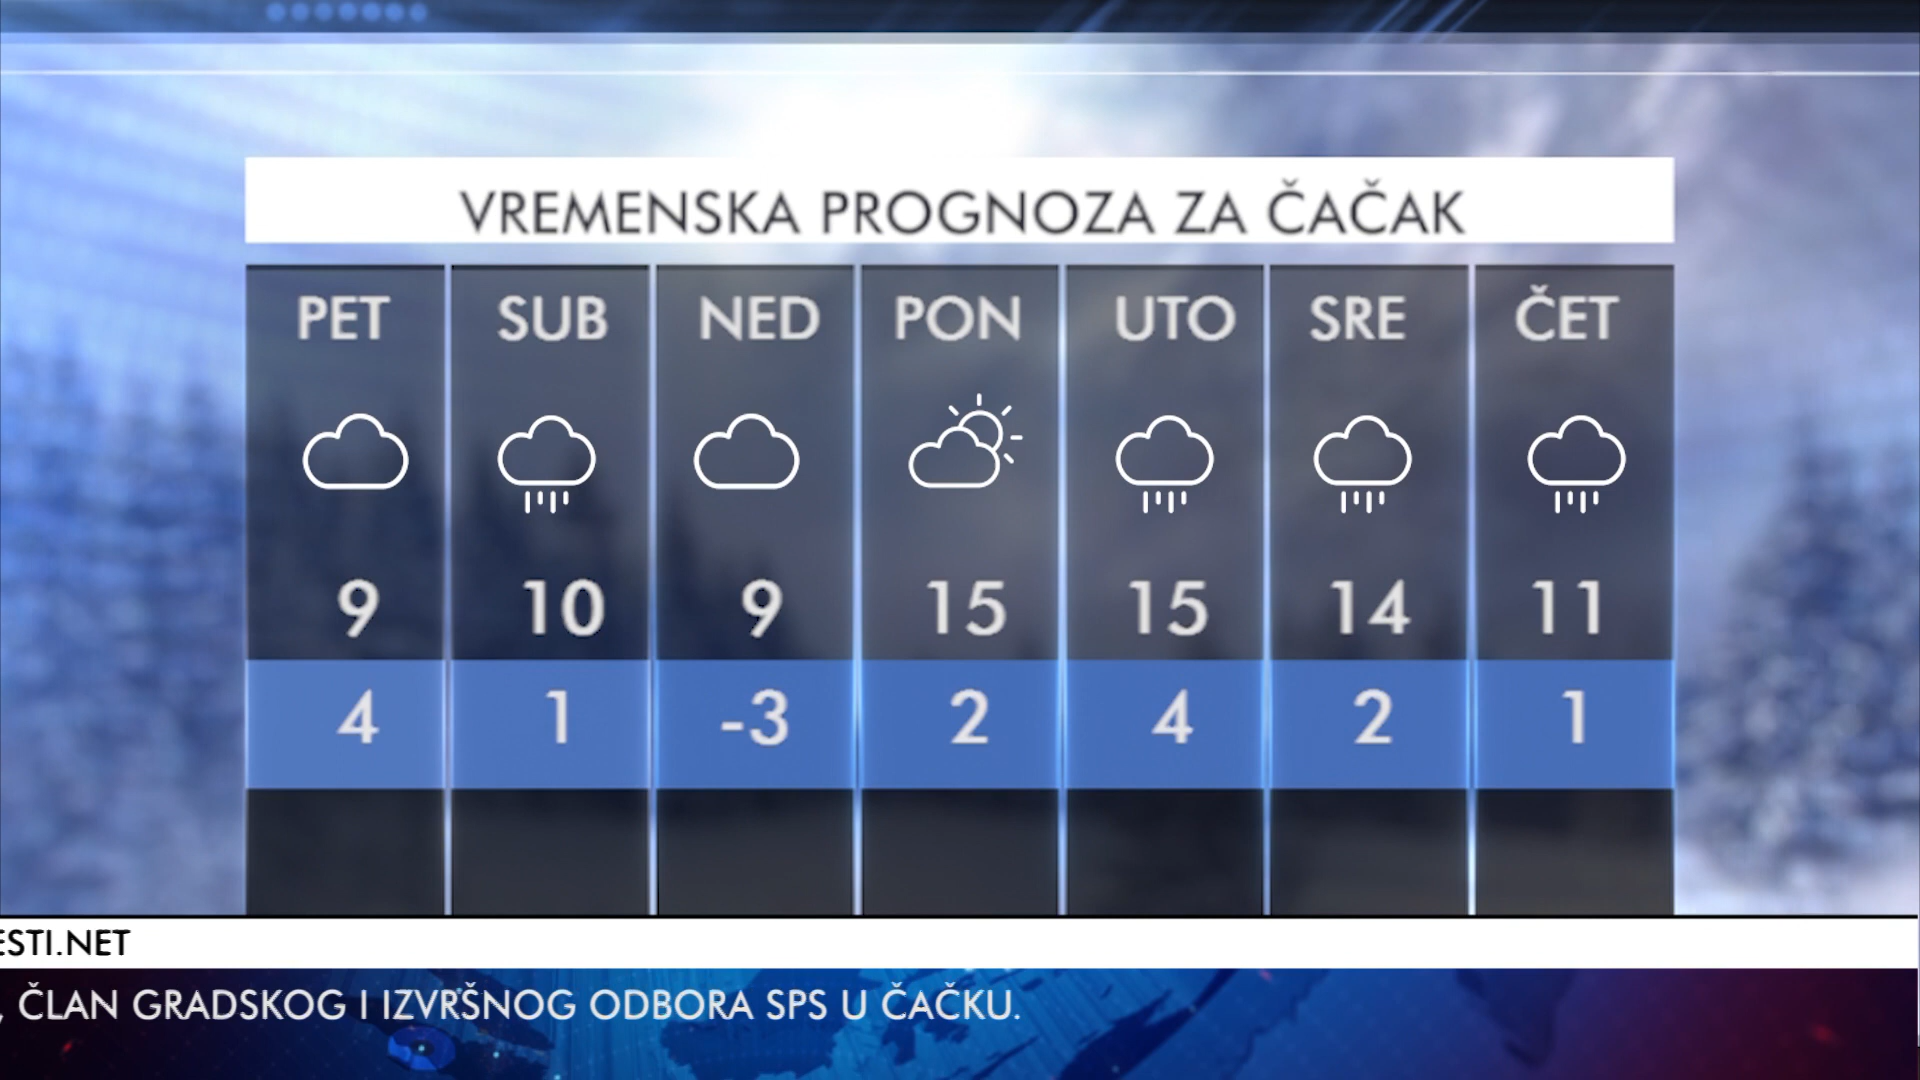 VREMENSKA PROGNOZA ZA ČAČAK
PET SUB NED PON UTO SRE ČET
9 10 9 15 15 14 11
4 1 -3 2 4 2 1
ESTI.NET
, ČLAN GRADSKOG I IZVRŠNOG ODBORA SPS U ČAČKU.